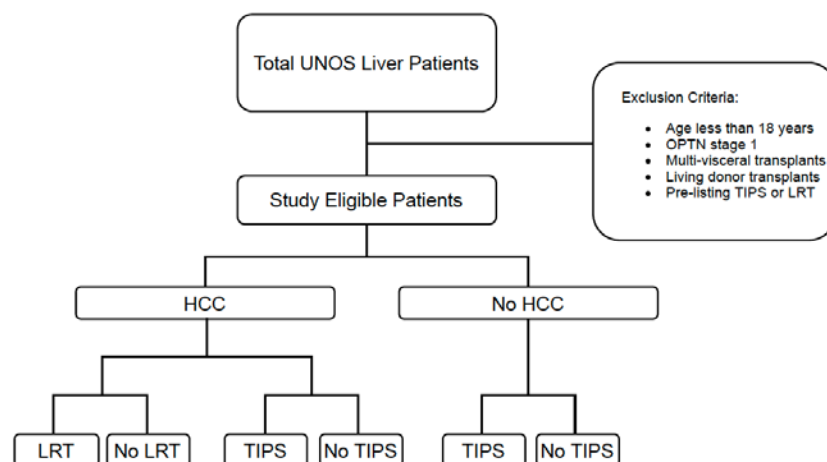 Total UNOS Liver Patients
Exclusion Criteria:
• Age less than 18 years
• OPTN stage 1
• Multi-visceral transplants
• Living donor transplants
• Pre-listing TIPS or LRT
Study Eligible Patients
HCC
No HCC
LRT
No LRT
TIPS
No TIPS
TIPS
No TIPS